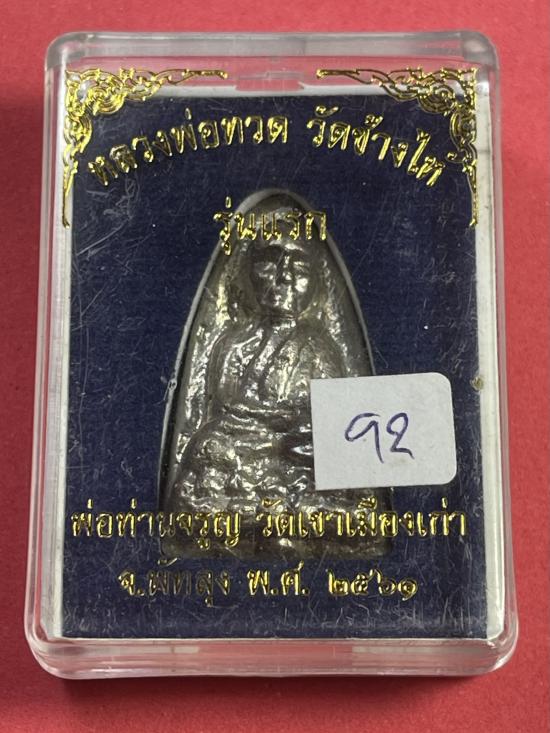 หลวงพ่อทวด วัดช้างให้
รุ่นแรก
๑๒
พ่อท่านจรูญ วัดเขาเมืองเก่า
จ.พัทลุง พ.ศ. ๒๕๖๑